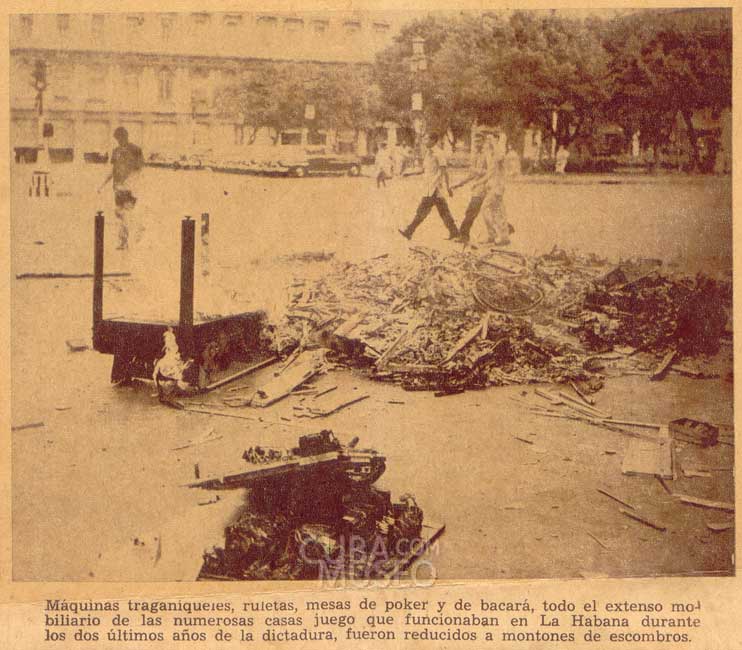 CUBA.COM
MUSEO
Máquinas traganiqueles, ruletas, mesas de poker y de bacará, todo el extenso mo-
biliario de las numerosas casas juego que funcionaban en La Habana durante
los dos últimos años de la dictadura, fueron reducidos a montones de escombros.